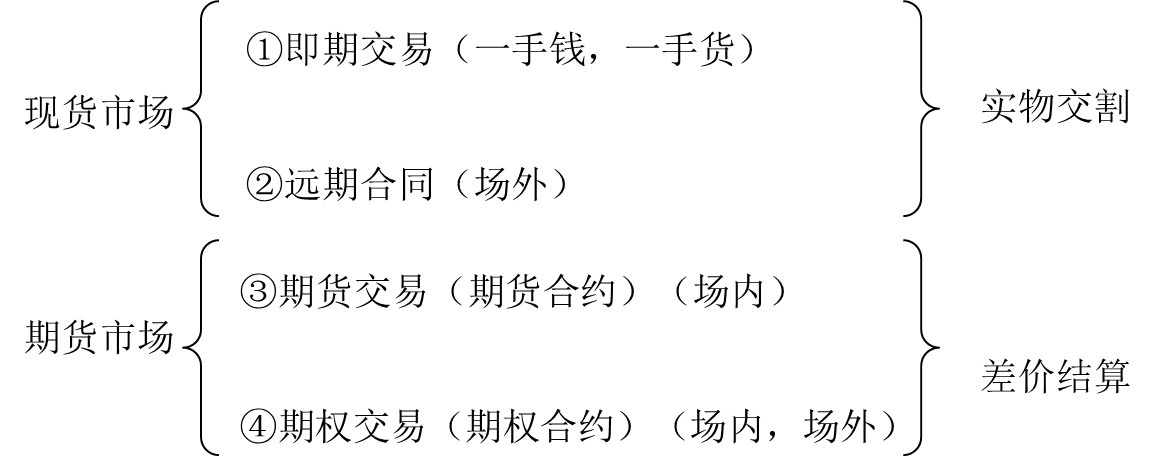 ①即期交易（一手钱，一手货）
现货市场
实物交割
②远期合同（场外）
③期货交易（期货合约）（场内）
期货市场
差价结算
④期权交易（期权合约）（场内，场外）